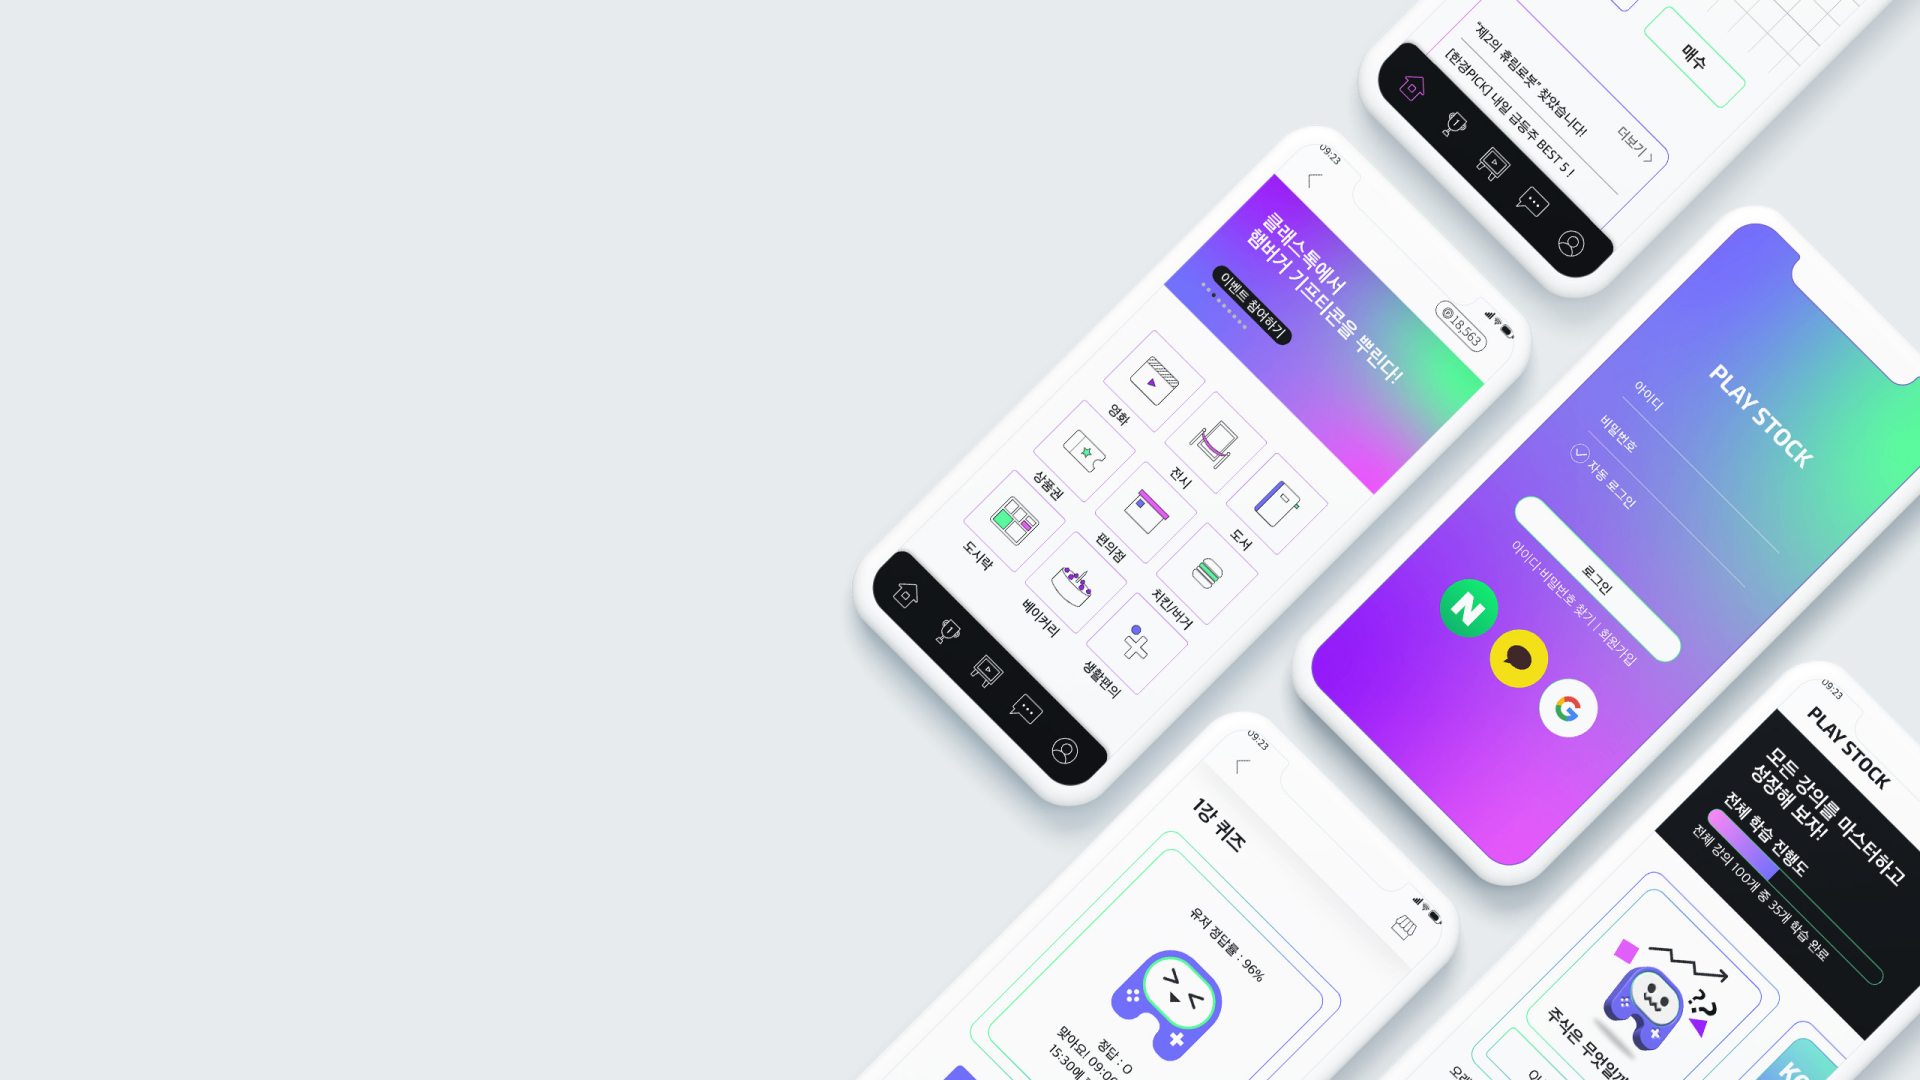 매수
"제2의 휴림로봇" 찾았습니다!
[한경PICK] 내일 급등주 BEST 5 !
더보기
09:23
18,563
클래스톡에서
햄버거 기프티콘을 뿌린다!
이벤트 참여하기
영화
전시
도서
상품권
편의점
치킨/버거
도시락
베이커리
생활편의
PLAY STOCK
아이디
비밀번호
자동 로그인
로그인
아이디·비밀번호 찾기 | 회원가입
N
G
09:23
1강 퀴즈
유저 정답률 : 96%
정답 : O
맞아요! 09:00
15:30에
09:23
PLAY STOCK
모든 강의를 마스터하고
성장해 보자!
전체 학습 진행도
전체 강의 100개 중 35개 학습 완료
??
주식은 무엇일까